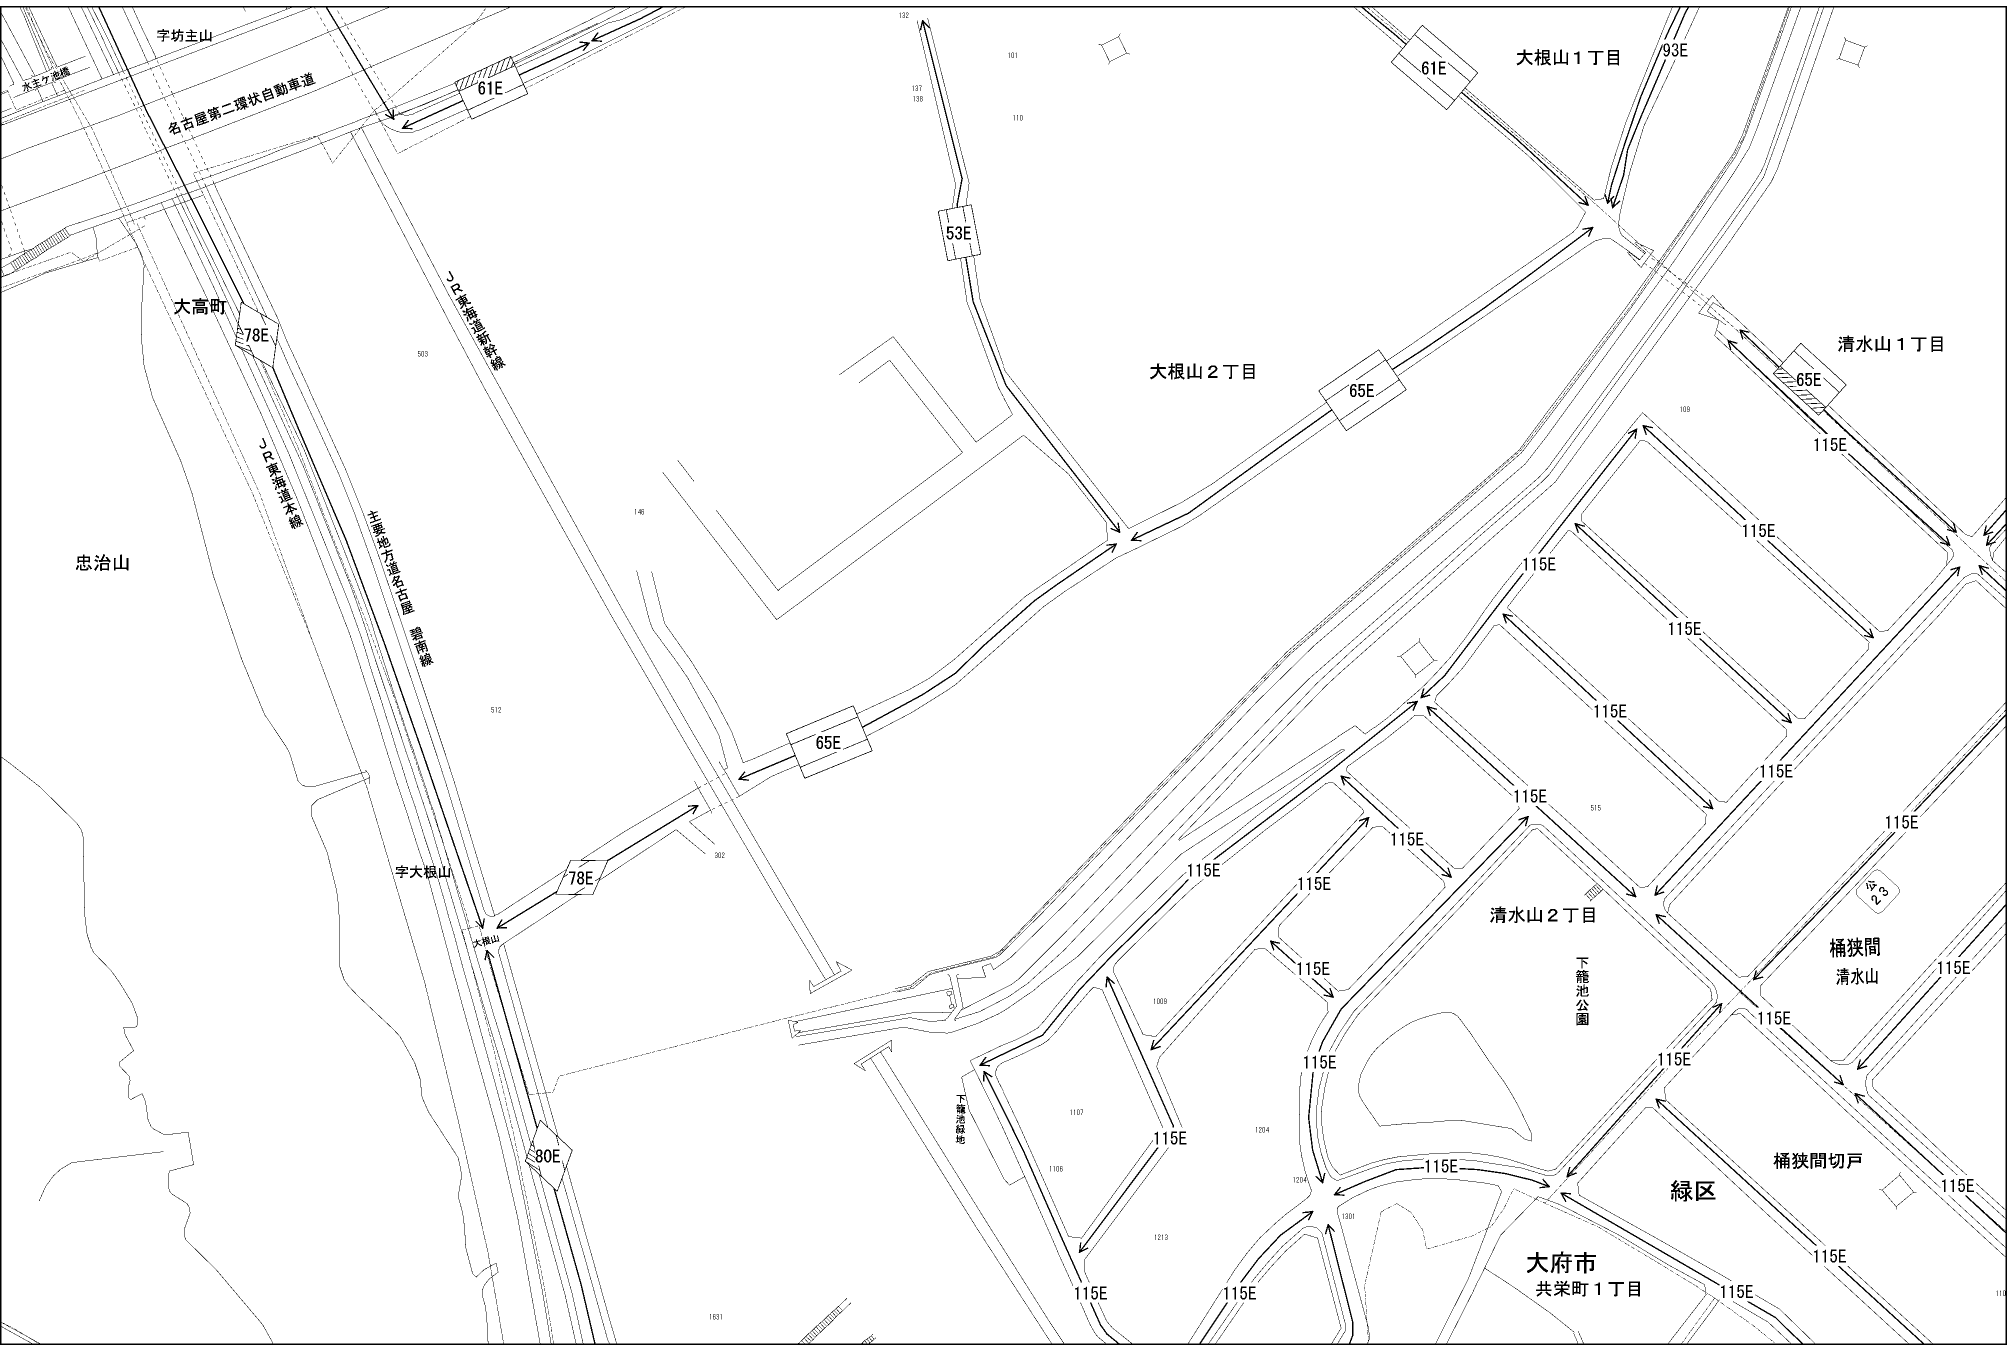 132
字坊主山
水主ケ池橋
名古屋第二環状自動車道
61E
101
137
138
110
61E
大根山1丁目
93E
53E
大高町
78E
JR東海道新幹線
503
大根山2丁目
65E
清水山1丁目
65E
109
115E
JR東海道本線
主要地方道名古屋 碧南線
146
忠治山
115E
115E
115E
115E
512
65E
115E
115E
515
115E
115E
302
字大根山
78E
115E
115E
115E
公
23
清水山2丁目
大根山
桶狭間
清水山
115E
115E
下籠池公園
1009
115E
115E
115E
下籠池緑地
1107
1204
115E
80E
1106
115E
1204
桶狭間切戸
緑区
115E
1301
1213
大府市
共栄町1丁目
115E
115E
115E
115E
1631
110